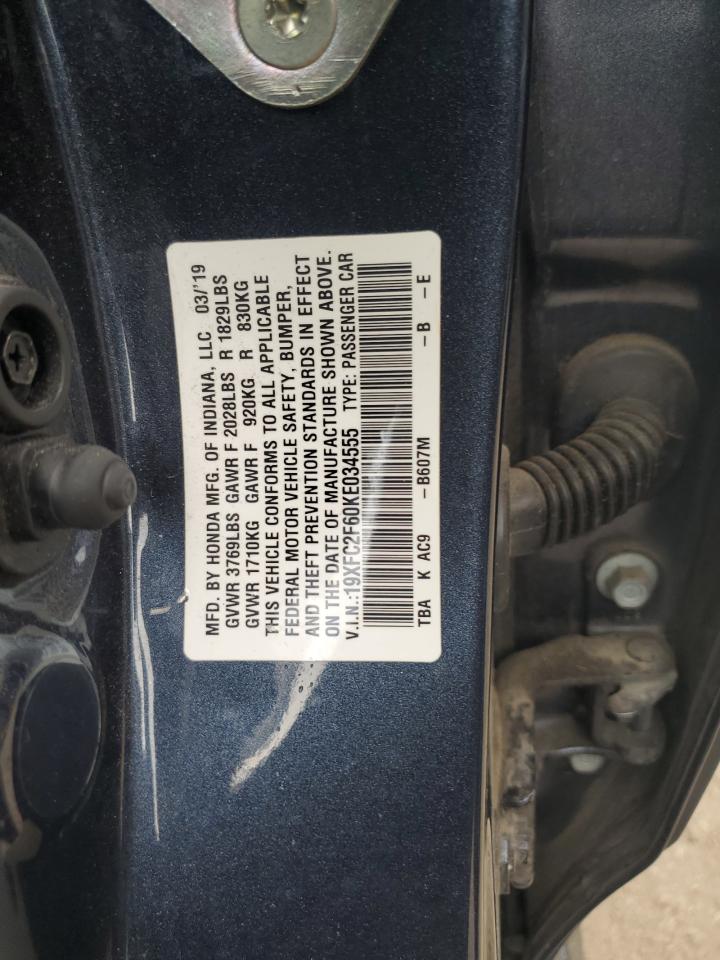 MFD. BY HONDA MFG. OF INDIANA, LLC 03/'19
GVWR 3769LBS GAWR F 2028LBS R 1829LBS
GVWR 1710KG GAWR F 920KG R 830KG
THIS VEHICLE CONFORMS TO ALL APPLICABLE
FEDERAL MOTOR VEHICLE SAFETY, BUMPER,
AND THEFT PREVENTION STANDARDS IN EFFECT
ON THE DATE OF MANUFACTURE SHOWN ABOVE.
V.I.N.:19XFC2F60KE034555 TYPE: PASSENGER CAR
TBA K AC9 -B607M -B -E